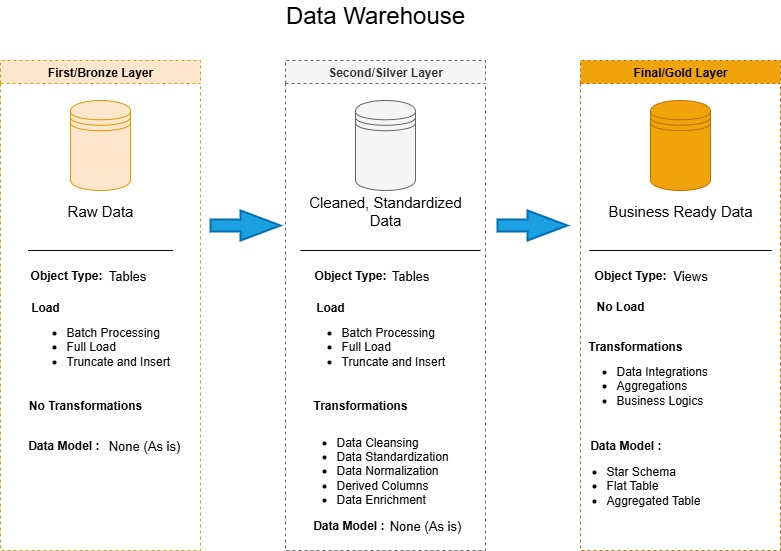 Data Warehouse
First/Bronze Layer
Raw Data
Object Type: Tables
Load
• Batch Processing
• Full Load
• Truncate and Insert
No Transformations
Data Model : None (As is)
Second/Silver Layer
Cleaned, Standardized
Data
Object Type: Tables
Load
• Batch Processing
• Full Load
• Truncate and Insert
Transformations
• Data Cleansing
• Data Standardization
• Data Normalization
• Derived Columns
• Data Enrichment
Data Model : None (As is)
Final/Gold Layer
Business Ready Data
Object Type: Views
No Load
Transformations
• Data Integrations
• Aggregations
• Business Logics
Data Model :
• Star Schema
• Flat Table
• Aggregated Table